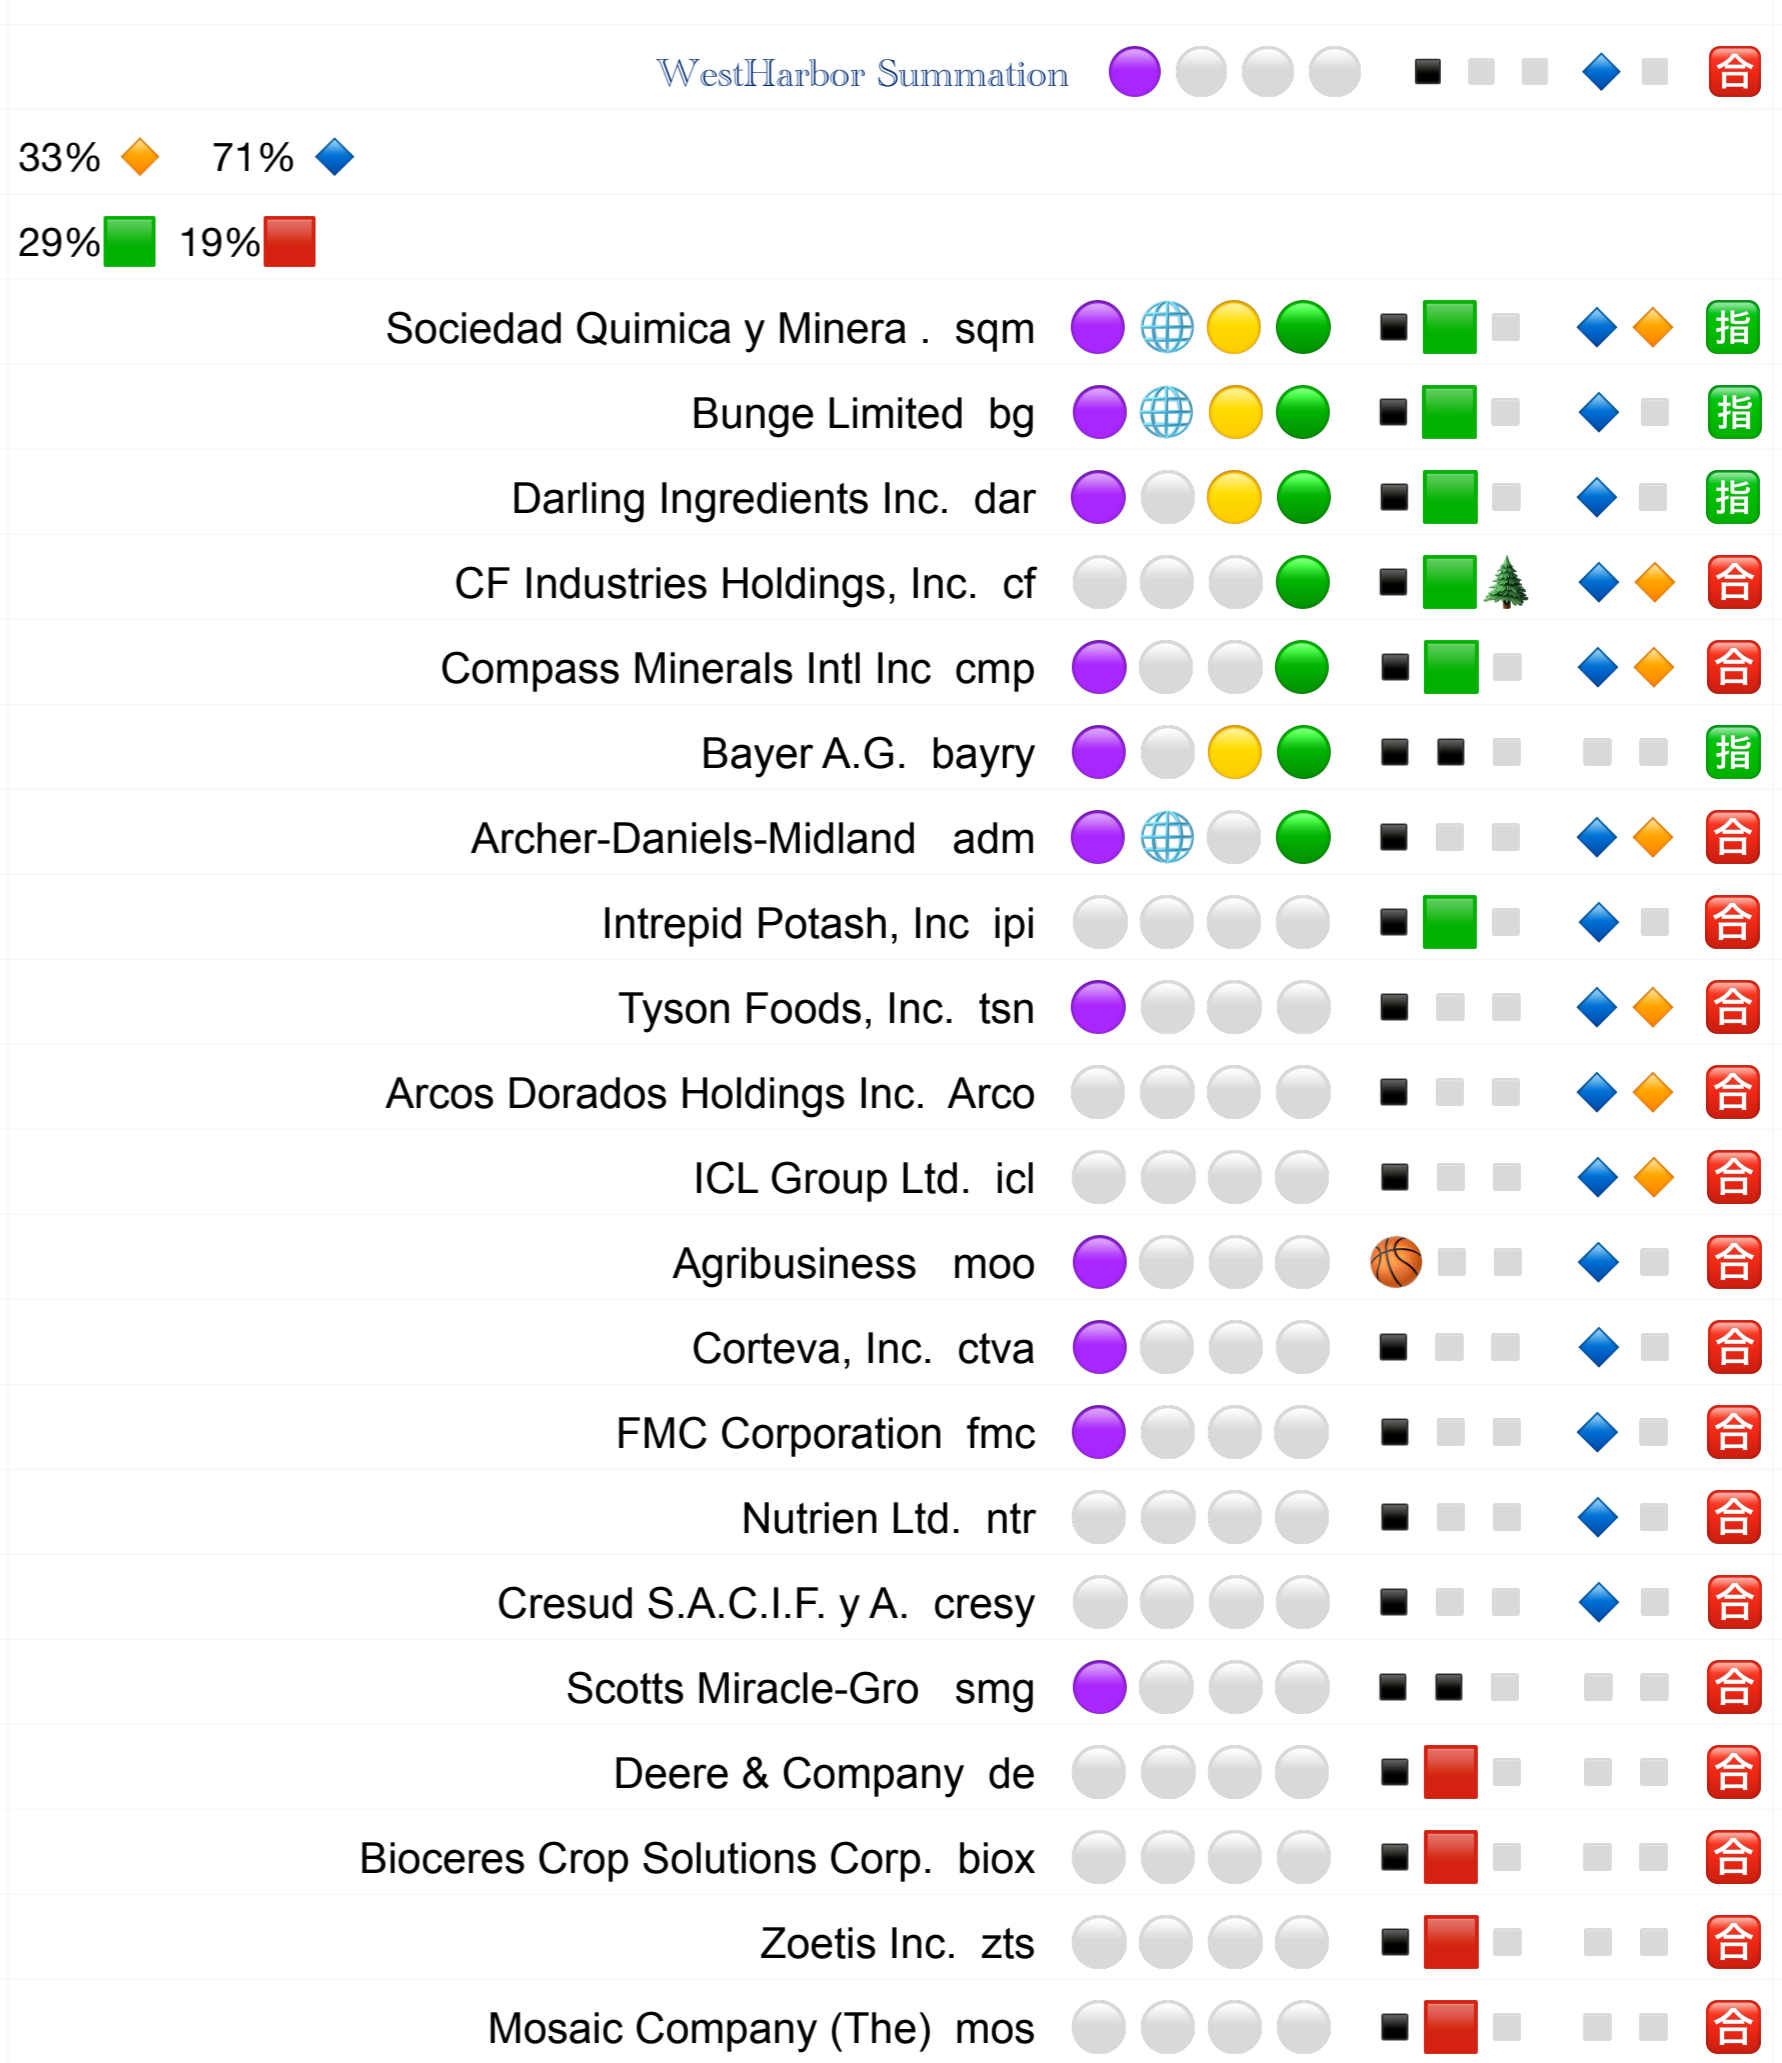 WestHarbor Summation 合
33% 71%
29% 19%
Sociedad Quimica y Minera . sqm 指
Bunge Limited bg 指
Darling Ingredients Inc. dar 指
CF Industries Holdings, Inc. cf 合
Compass Minerals Intl Inc cmp 合
Bayer A.G. bayry 指
Archer-Daniels-Midland adm 合
Intrepid Potash, Inc ipi 合
Tyson Foods, Inc. tsn 合
Arcos Dorados Holdings Inc. Arco 合
ICL Group Ltd. icl 合
Agribusiness moo 合
Corteva, Inc. ctva 合
FMC Corporation fmc 合
Nutrien Ltd. ntr 合
Cresud S.A.C.I.F. y A. cresy 合
Scotts Miracle-Gro smg 合
Deere & Company de 合
Bioceres Crop Solutions Corp. biox 合
Zoetis Inc. zts 合
Mosaic Company (The) mos 合